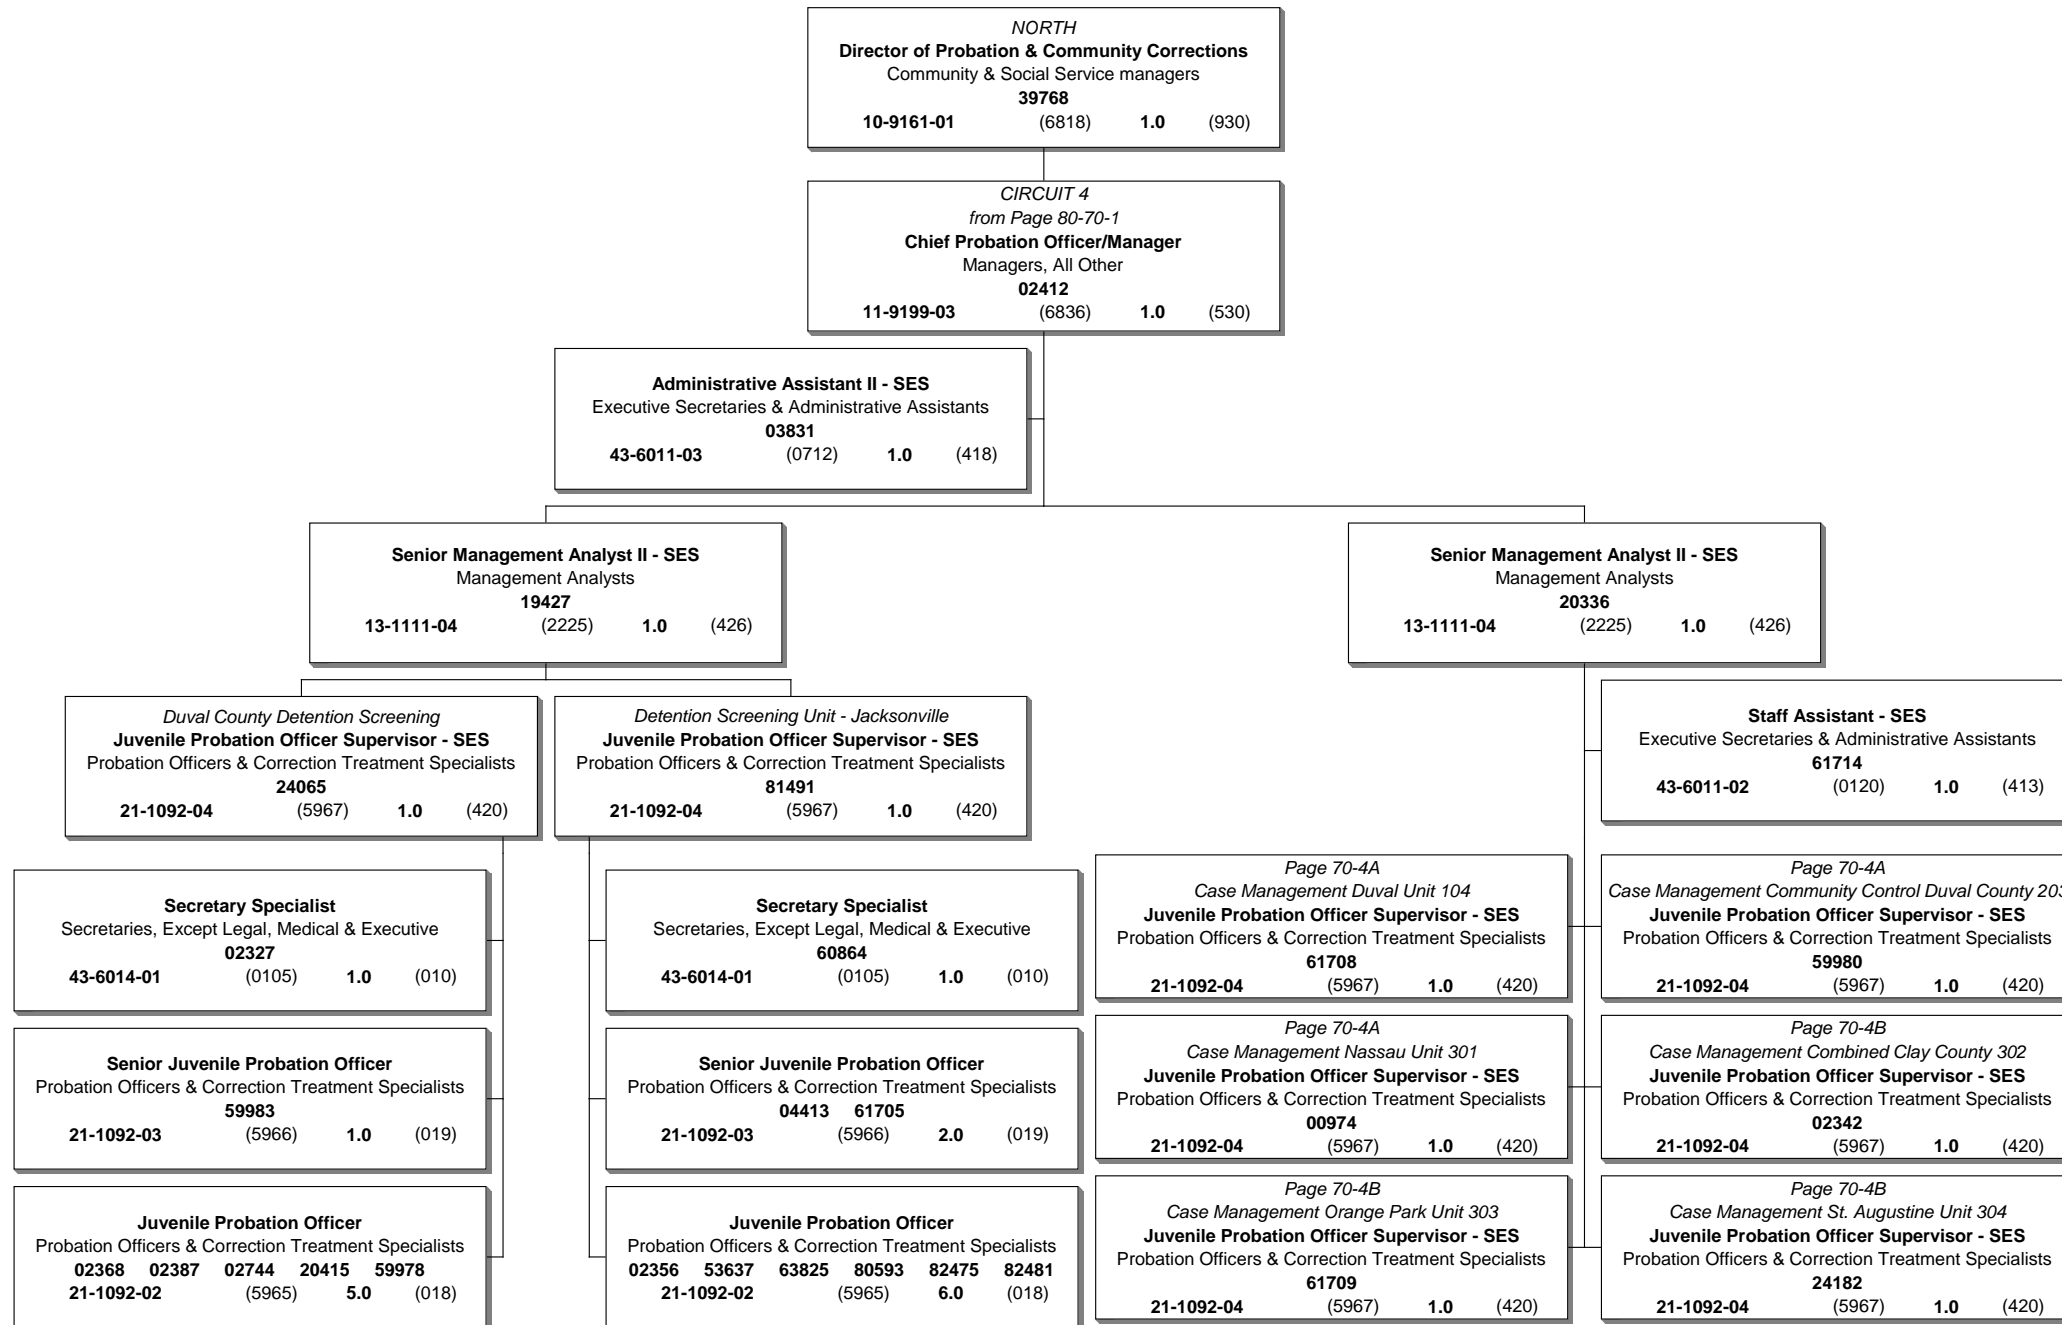 NORTH
Director of Probation & Community Corrections
Community & Social Service managers
39768
10-9161-01 (6818) 1.0 (930)
CIRCUIT 4
from Page 80-70-1
Chief Probation Officer/Manager
Managers, All Other
02412
11-9199-03 (6836) 1.0 (530)
Administrative Assistant II - SES
Executive Secretaries & Administrative Assistants
03831
43-6011-03 (0712) 1.0 (418)
Senior Management Analyst II - SES
Management Analysts
19427
13-1111-04 (2225) 1.0 (426)
Senior Management Analyst II - SES
Management Analysts
20336
13-1111-04 (2225) 1.0 (426)
Duval County Detention Screening
Juvenile Probation Officer Supervisor - SES
Probation Officers & Correction Treatment Specialists
24065
21-1092-04 (5967) 1.0 (420)
Detention Screening Unit - Jacksonville
Juvenile Probation Officer Supervisor - SES
Probation Officers & Correction Treatment Specialists
81491
21-1092-04 (5967) 1.0 (420)
Staff Assistant - SES
Executive Secretaries & Administrative Assistants
61714
43-6011-02 (0120) 1.0 (413)
Secretary Specialist
Secretaries, Except Legal, Medical & Executive
02327
43-6014-01 (0105) 1.0 (010)
Secretary Specialist
Secretaries, Except Legal, Medical & Executive
60864
43-6014-01 (0105) 1.0 (010)
Page 70-4A
Case Management Duval Unit 104
Juvenile Probation Officer Supervisor - SES
Probation Officers & Correction Treatment Specialists
61708
21-1092-04 (5967) 1.0 (420)
Page 70-4A
Case Management Community Control Duval County 203
Juvenile Probation Officer Supervisor - SES
Probation Officers & Correction Treatment Specialists
59980
21-1092-04 (5967) 1.0 (420)
Senior Juvenile Probation Officer
Probation Officers & Correction Treatment Specialists
59983
21-1092-03 (5966) 1.0 (019)
Senior Juvenile Probation Officer
Probation Officers & Correction Treatment Specialists
04413 61705
21-1092-03 (5966) 2.0 (019)
Page 70-4A
Case Management Nassau Unit 301
Juvenile Probation Officer Supervisor - SES
Probation Officers & Correction Treatment Specialists
00974
21-1092-04 (5967) 1.0 (420)
Page 70-4B
Case Management Combined Clay County 302
Juvenile Probation Officer Supervisor - SES
Probation Officers & Correction Treatment Specialists
02342
21-1092-04 (5967) 1.0 (420)
Juvenile Probation Officer
Probation Officers & Correction Treatment Specialists
02368 02387 02744 20415 59978
21-1092-02 (5965) 5.0 (018)
Juvenile Probation Officer
Probation Officers & Correction Treatment Specialists
02356 53637 63825 80593 82475 82481
21-1092-02 (5965) 6.0 (018)
Page 70-4B
Case Management Orange Park Unit 303
Juvenile Probation Officer Supervisor - SES
Probation Officers & Correction Treatment Specialists
61709
21-1092-04 (5967) 1.0 (420)
Page 70-4B
Case Management St. Augustine Unit 304
Juvenile Probation Officer Supervisor - SES
Probation Officers & Correction Treatment Specialists
24182
21-1092-04 (5967) 1.0 (420)